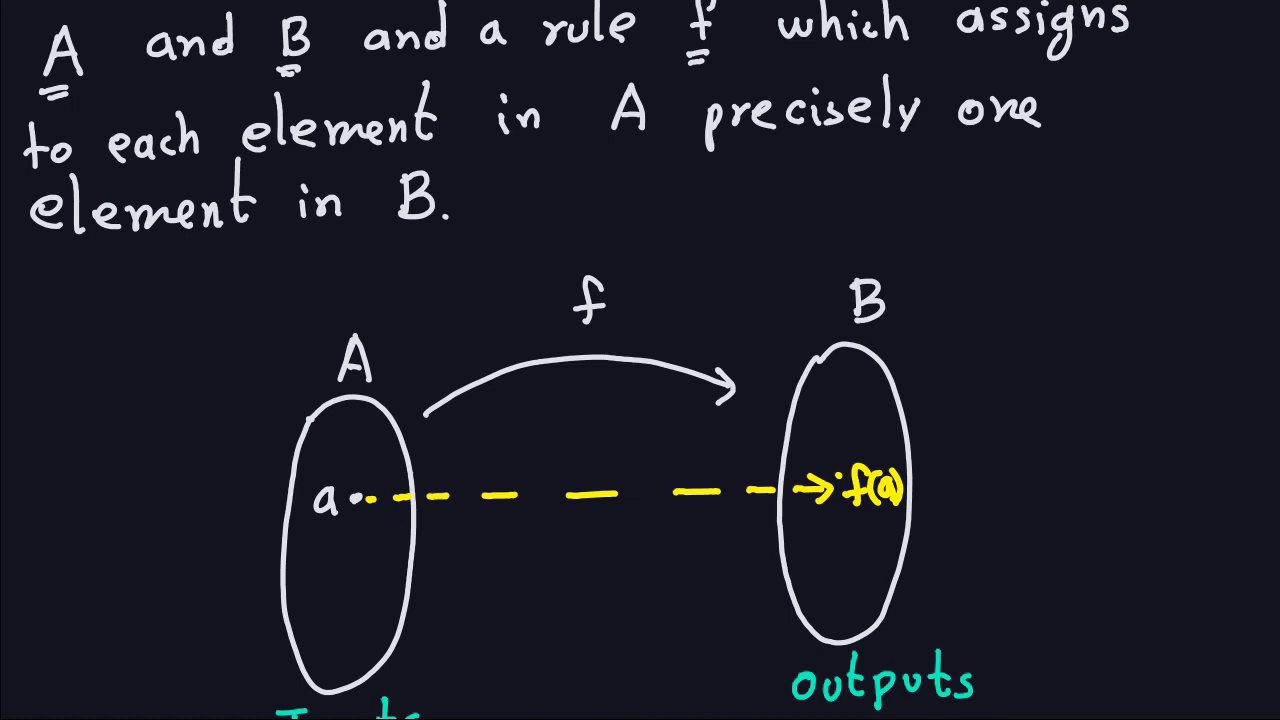 A and B and a rule f which assigns
to each element in A precisely one
element in B.
f
B
A
a
f(a)
outputs